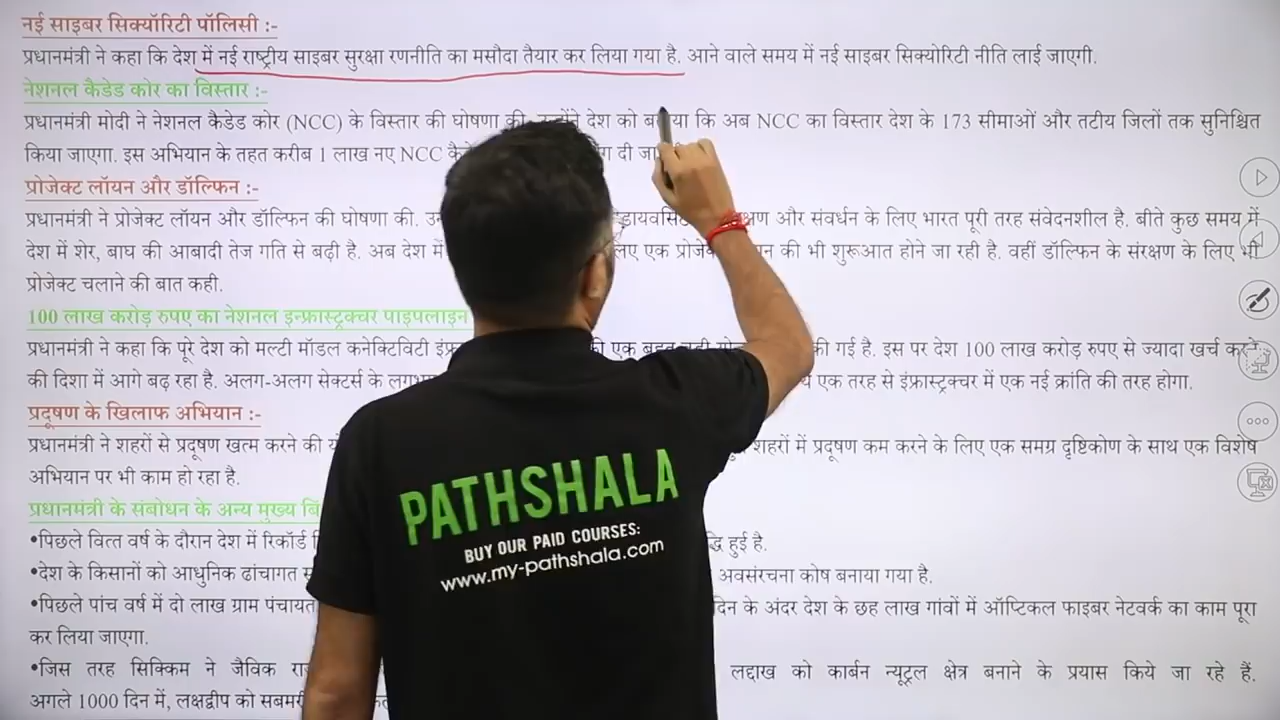 नई साइबर सिक्यॉरिटी पॉलिसी :-
प्रधानमंत्री ने कहा कि देश में नई राष्ट्रीय साइबर सुरक्षा रणनीति का मसौदा तैयार कर लिया गया है. आने वाले समय में नई साइबर सिक्योरिटी नीति लाई जाएगी.
नेशनल कैडेड कोर का विस्तार :-
प्रधानमंत्री मोदी ने नेशनल कैडेड कोर (NCC) के विस्तार की घोषणा की. देश को कि अब NCC का विस्तार देश के 173 सीमाओं और तटीय जिलों तक सुनिश्चित
किया जाएगा. इस अभियान के तहत करीब 1 लाख नए NCC
प्रोजेक्ट लॉयन और डॉल्फिन :-
प्रधानमंत्री ने प्रोजेक्ट लॉयन और डॉल्फिन की घोषणा की. और संवर्धन के लिए भारत पूरी तरह संवेदनशील है. बीते कुछ समय में
देश में शेर, बाघ की आबादी तेज गति से बढ़ी है. अब देश में लिए एक की भी शुरूआत होने जा रही है. वहीं डॉल्फिन के संरक्षण के लिए भी
प्रोजेक्ट चलाने की बात कही.
100 लाख करोड़ रुपए का नेशनल इन्फ्रास्ट्रक्चर पाइपलाइन
प्रधानमंत्री ने कहा कि पूरे देश को मल्टी मॉडल कनेक्टिविटी की एक की गई है. इस पर देश 100 लाख करोड़ रुपए से ज्यादा खर्च करने
की दिशा में आगे बढ़ रहा है. अलग-अलग सेक्टर्स के एक तरह से इंफ्रास्ट्रक्चर में एक नई क्रांति की तरह होगा.
प्रदूषण के खिलाफ अभियान :-
प्रधानमंत्री ने शहरों से प्रदूषण खत्म करने की शहरों में प्रदूषण कम करने के लिए एक समग्र दृष्टिकोण के साथ एक विशेष
अभियान पर भी काम हो रहा है.
प्रधानमंत्री के संबोधन के अन्य मुख्य
•पिछले वित्त वर्ष के दौरान देश में रिकॉर्ड हुई है.
•देश के किसानों को आधुनिक ढांचागत अवसंरचना कोष बनाया गया है.
•पिछले पांच वर्ष में दो लाख ग्राम दिन के अंदर देश के छह लाख गांवों में ऑप्टिकल फाइबर नेटवर्क का काम पूरा
कर लिया जाएगा.
•जिस तरह सिक्किम ने जैविक लद्दाख को कार्बन न्यूट्रल क्षेत्र बनाने के प्रयास किये जा रहे हैं.
अगले 1000 दिन में, लक्षद्वीप को
PATHSHALA
BUY OUR PAID COURSES:
www.my-pathshala.com